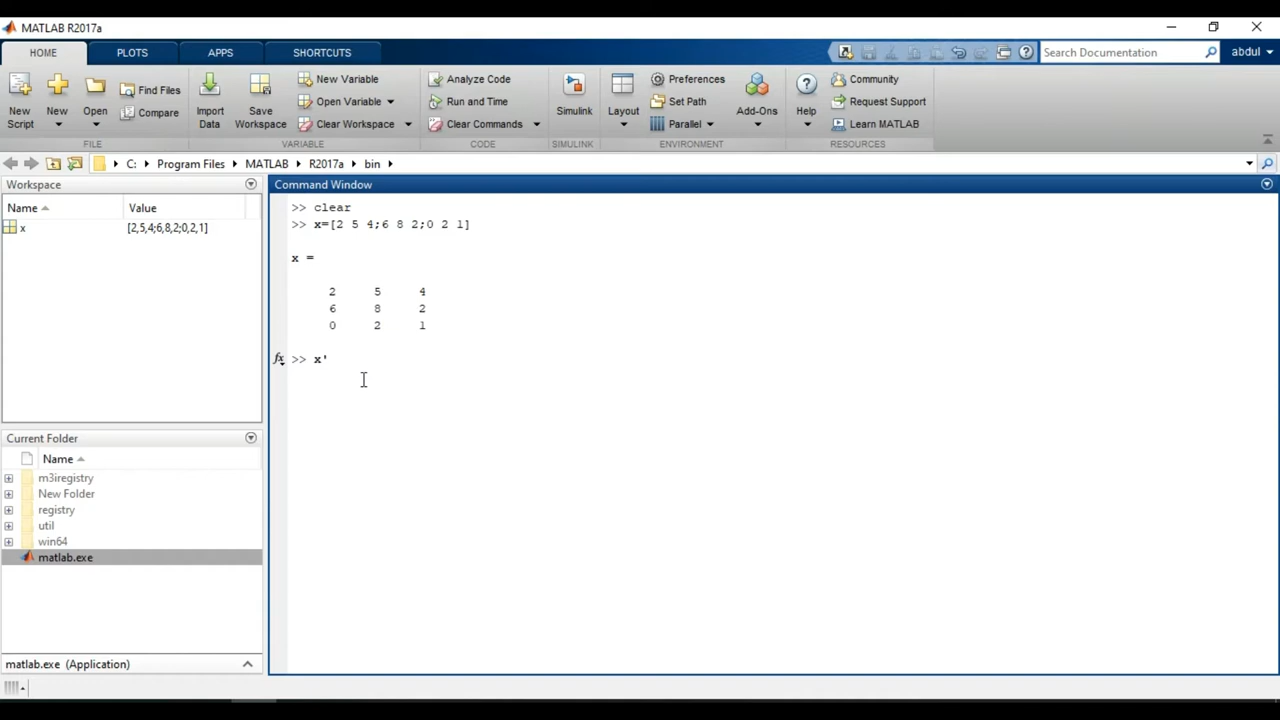 MATLAB R2017a
HOME PLOTS APPS SHORTCUTS Search Documentation abdul
New Script New Open Find Files Compare Import Data Save Workspace New Variable Open Variable Clear Workspace Analyze Code Run and Time Clear Commands Simulink Layout Preferences Set Path Parallel Add-Ons Help Community Request Support Learn MATLAB
FILE VARIABLE CODE SIMULINK ENVIRONMENT RESOURCES
C: Program Files MATLAB R2017a bin
Workspace
Name Value
x [2,5,4;6,8,2;0,2,1]
Current Folder
Name
m3iregistry
New Folder
registry
util
win64
matlab.exe
matlab.exe (Application)
Command Window
>> clear
>> x=[2 5 4;6 8 2;0 2 1]
x =
2 5 4
6 8 2
0 2 1
fx >> x'